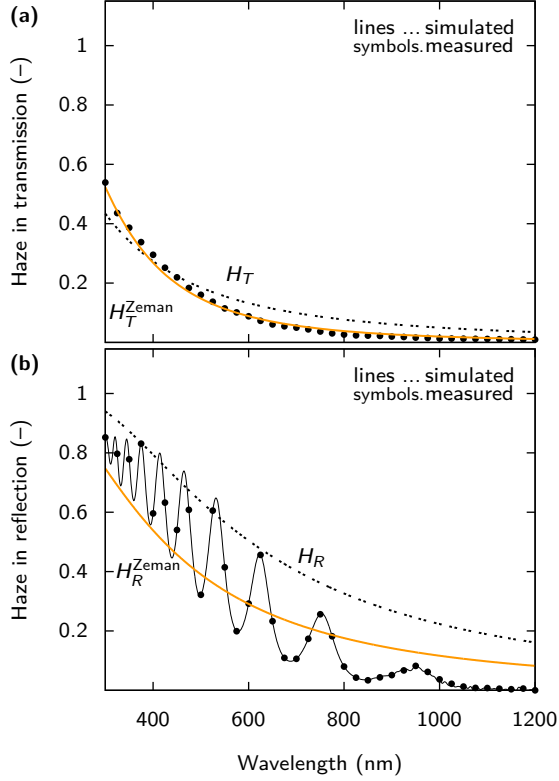 (a)
lines ... simulated
symbols. measured
1
0.8
0.6
0.4
0.2
Haze in transmission (−)
H_T
H_T^Zeman
(b)
lines ... simulated
symbols. measured
1
0.8
0.6
0.4
0.2
Haze in reflection (−)
H_R
H_R^Zeman
400 600 800 1000 1200
Wavelength (nm)